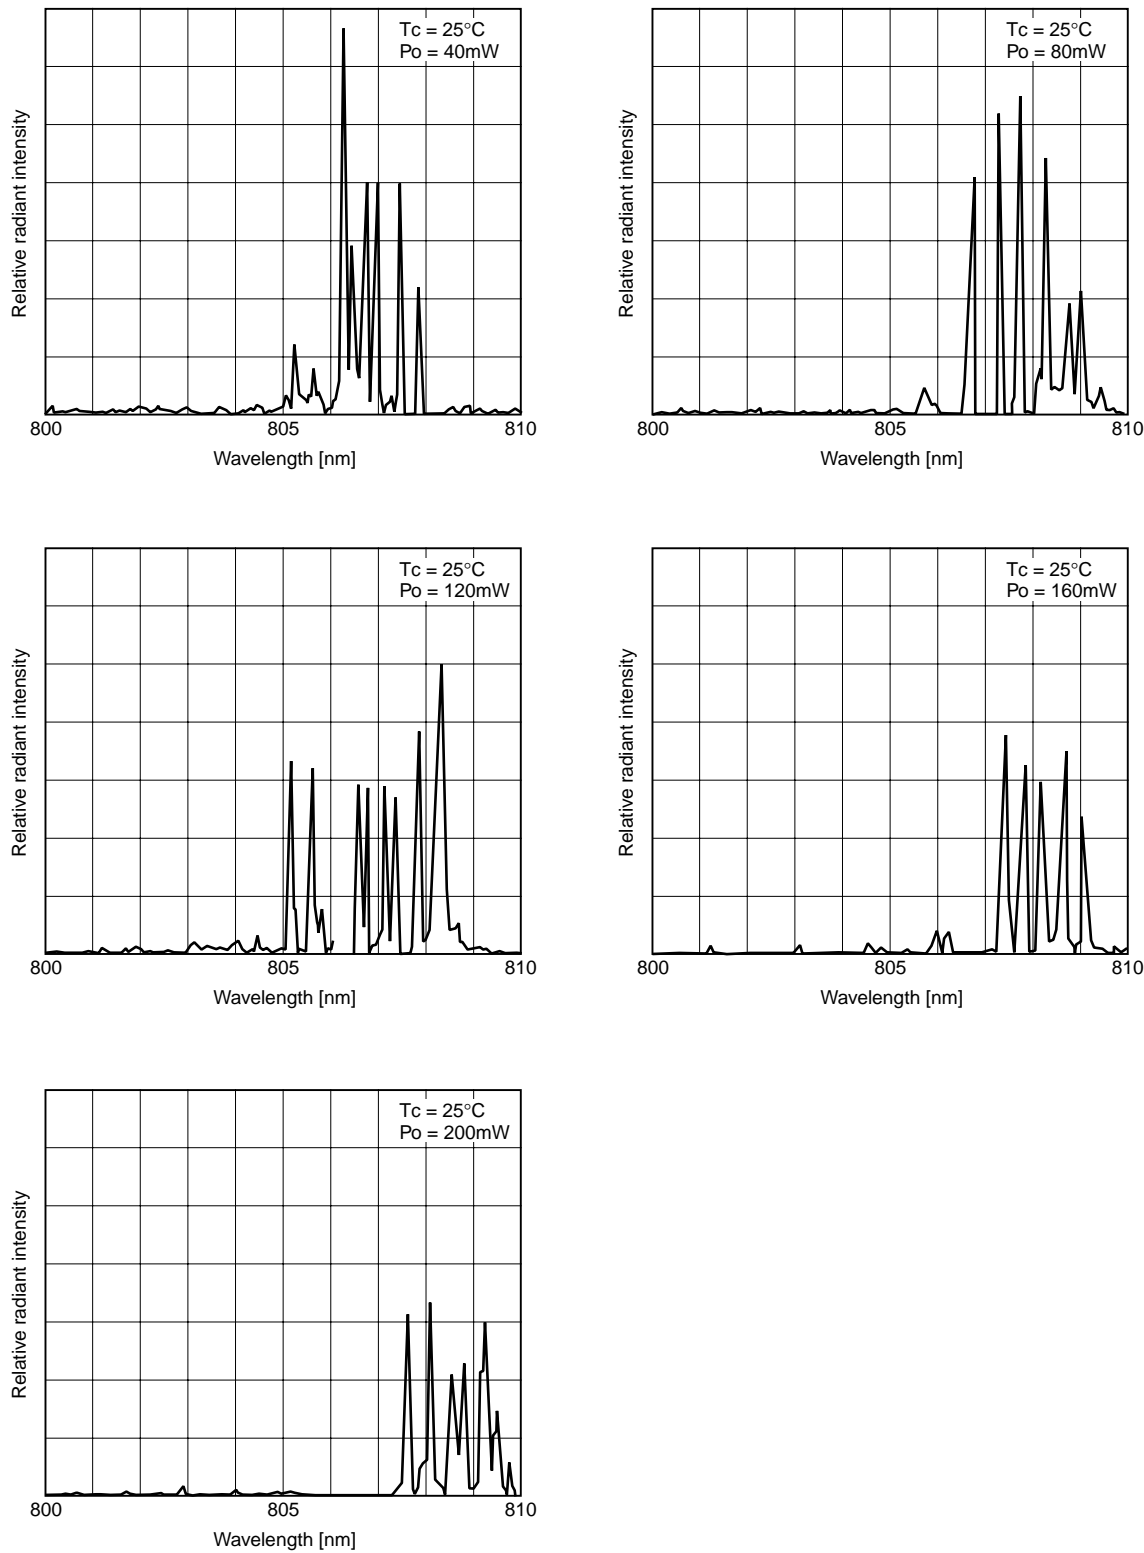 Tc = 25°C
Po = 40mW
Relative radiant intensity
800
805
810
Wavelength [nm]
Tc = 25°C
Po = 80mW
Relative radiant intensity
800
805
810
Wavelength [nm]
Tc = 25°C
Po = 120mW
Relative radiant intensity
800
805
810
Wavelength [nm]
Tc = 25°C
Po = 160mW
Relative radiant intensity
800
805
810
Wavelength [nm]
Tc = 25°C
Po = 200mW
Relative radiant intensity
800
805
810
Wavelength [nm]